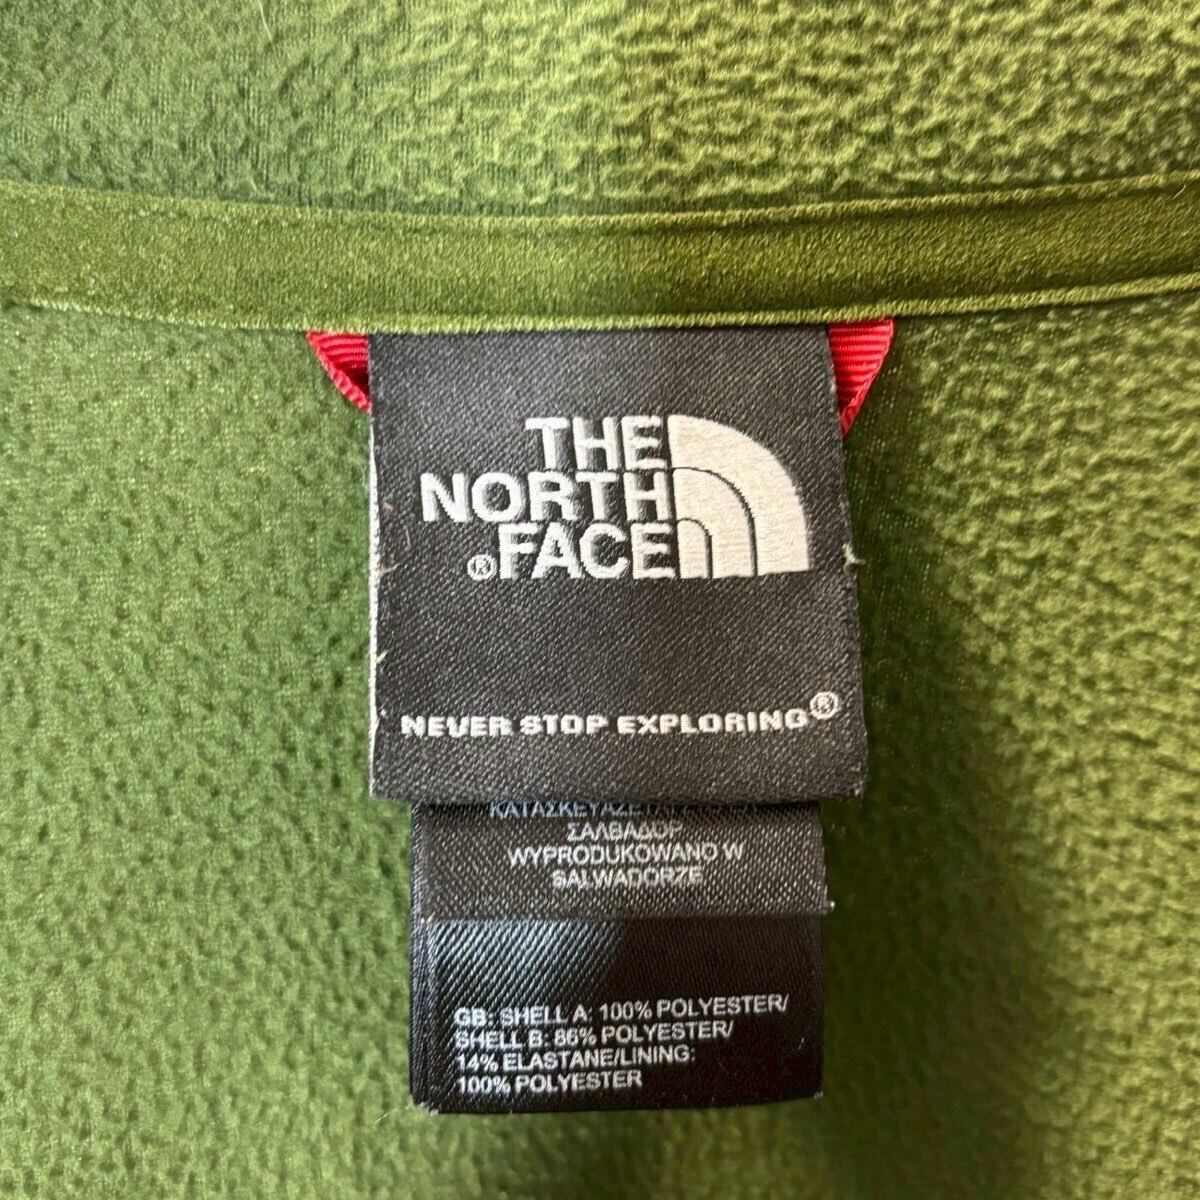 THE
NORTH
®FACE
NEVER STOP EXPLORING®
ΣΑΛΒΑΔΟΡ
WYPRODUKOWANO W
SALWADORZE
GB: SHELL A: 100% POLYESTER/
SHELL B: 86% POLYESTER/
14% ELASTANE/LINING:
100% POLYESTER